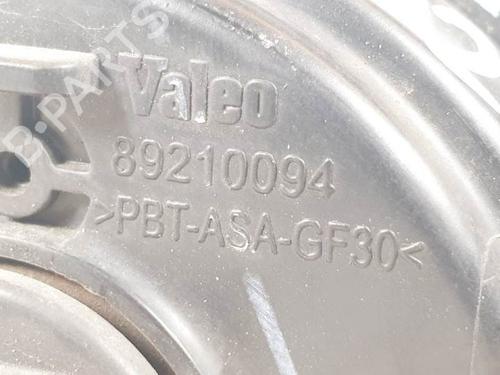 B-PARTS
Valeo
89210094
>PBT-ASA-GF30<